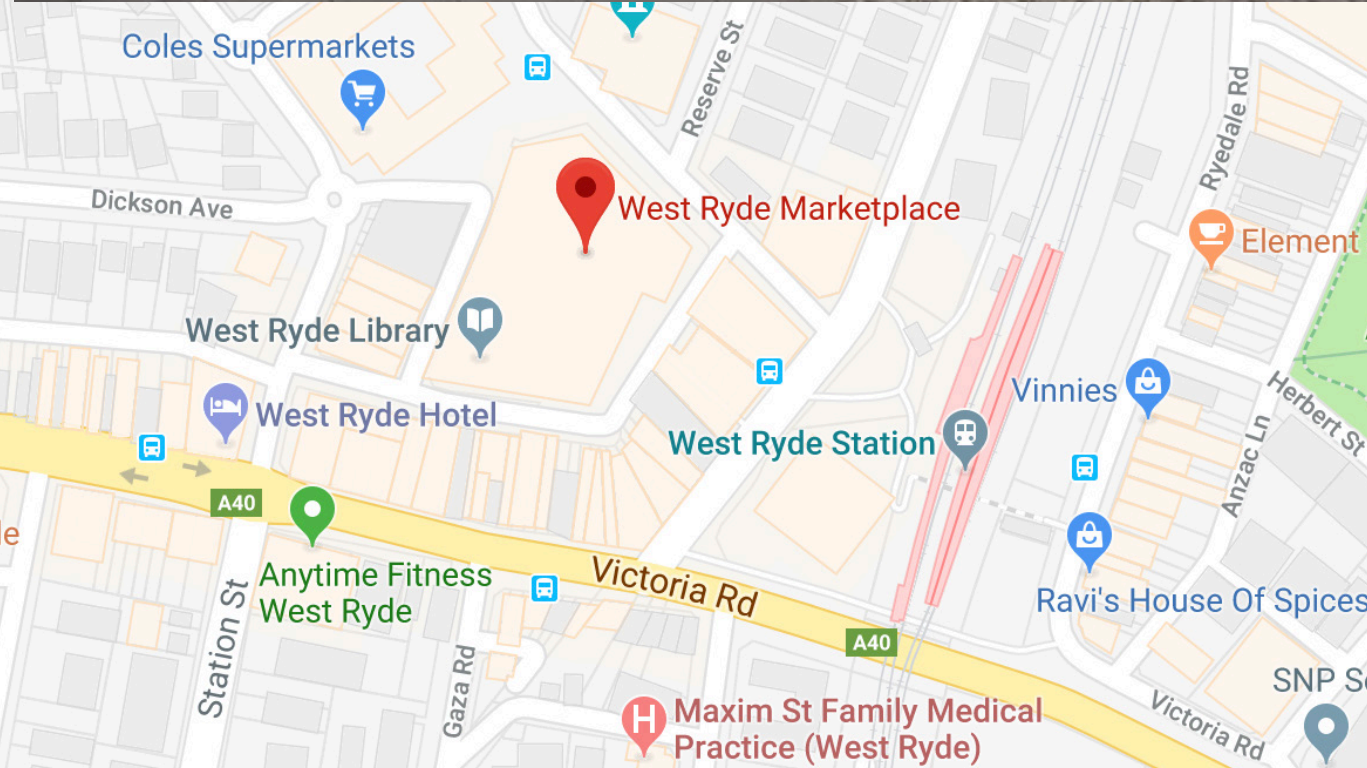 Coles Supermarkets
Reserve St
Ryedale Rd
Dickson Ave
West Ryde Marketplace
Element
West Ryde Library
West Ryde Hotel
Vinnies
Herbert St
West Ryde Station
Anzac Ln
A40
Anytime Fitness
West Ryde
Victoria Rd
Ravi's House Of Spices
Station St
A40
Gaza Rd
SNP
Maxim St Family Medical
Practice (West Ryde)
Victoria Rd
H